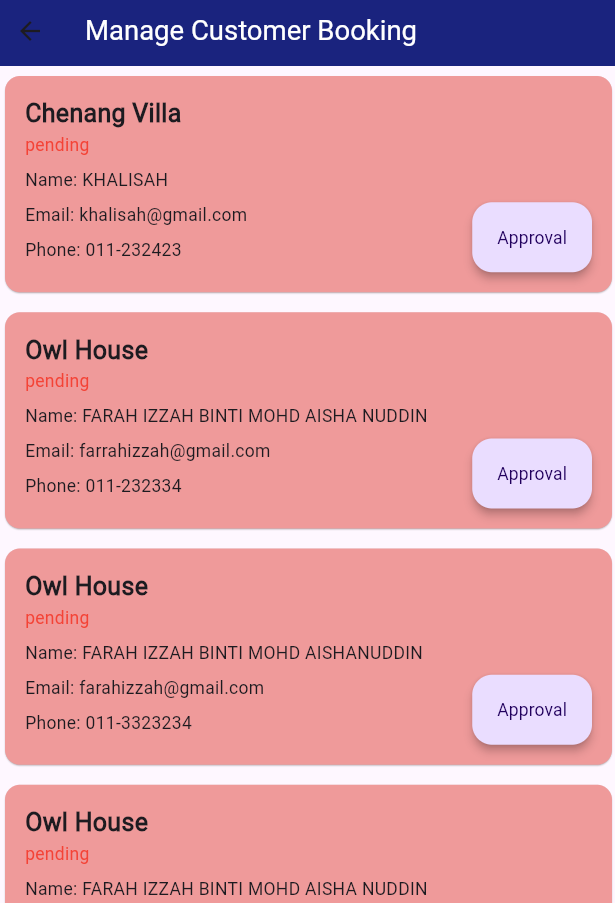 Manage Customer Booking
Chenang Villa
pending
Name: KHALISAH
Email: khalisah@gmail.com
Phone: 011-232423
Approval
Owl House
pending
Name: FARAH IZZAH BINTI MOHD AISHA NUDDIN
Email: farrahizzah@gmail.com
Phone: 011-232334
Approval
Owl House
pending
Name: FARAH IZZAH BINTI MOHD AISHANUDDIN
Email: farahizzah@gmail.com
Phone: 011-3323234
Approval
Owl House
pending
Name: FARAH IZZAH BINTI MOHD AISHA NUDDIN